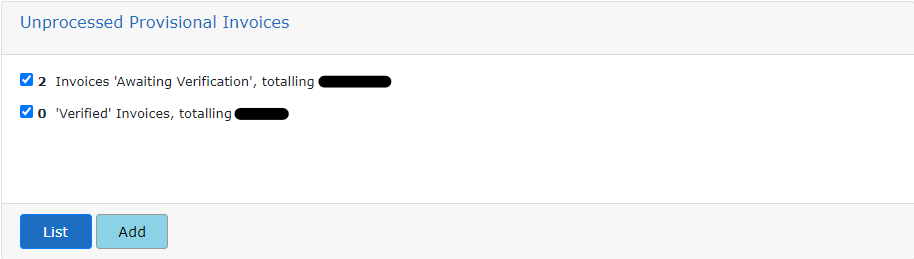 Unprocessed Provisional Invoices
2 Invoices 'Awaiting Verification', totalling
0 'Verified' Invoices, totalling
List Add